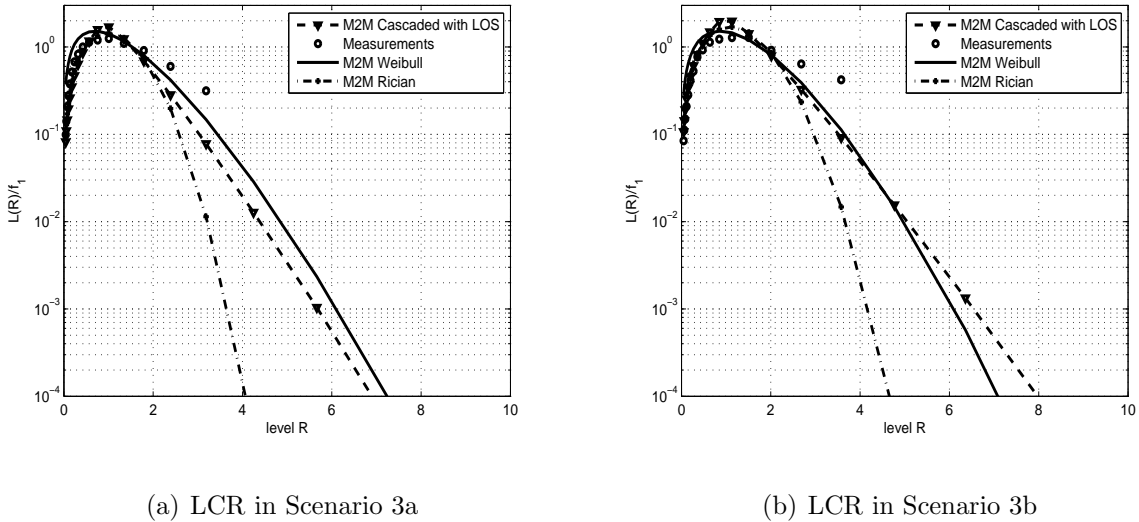 M2M Cascaded with LOS
Measurements
M2M Weibull
M2M Rician
10^0
10^−1
10^−2
10^−3
10^−4
L(R)/f_1
0 2 4 6 8 10
level R
(a) LCR in Scenario 3a
M2M Cascaded with LOS
Measurements
M2M Weibull
M2M Rician
10^0
10^−1
10^−2
10^−3
10^−4
L(R)/f_1
0 2 4 6 8 10
level R
(b) LCR in Scenario 3b